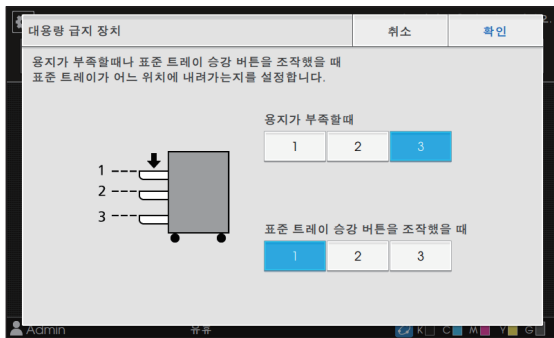 대용량 급지 장치
취소
확인
2.
용지가 부족할때나 표준 트레이 승강 버튼을 조작했을 때
표준 트레이가 어느 위치에 내려가는지를 설정합니다.
용지가 부족할때
1 2 3
1
2
3
표준 트레이 승강 버튼을 조작했을 때
1 2 3
Admin
유휴
K C M Y G